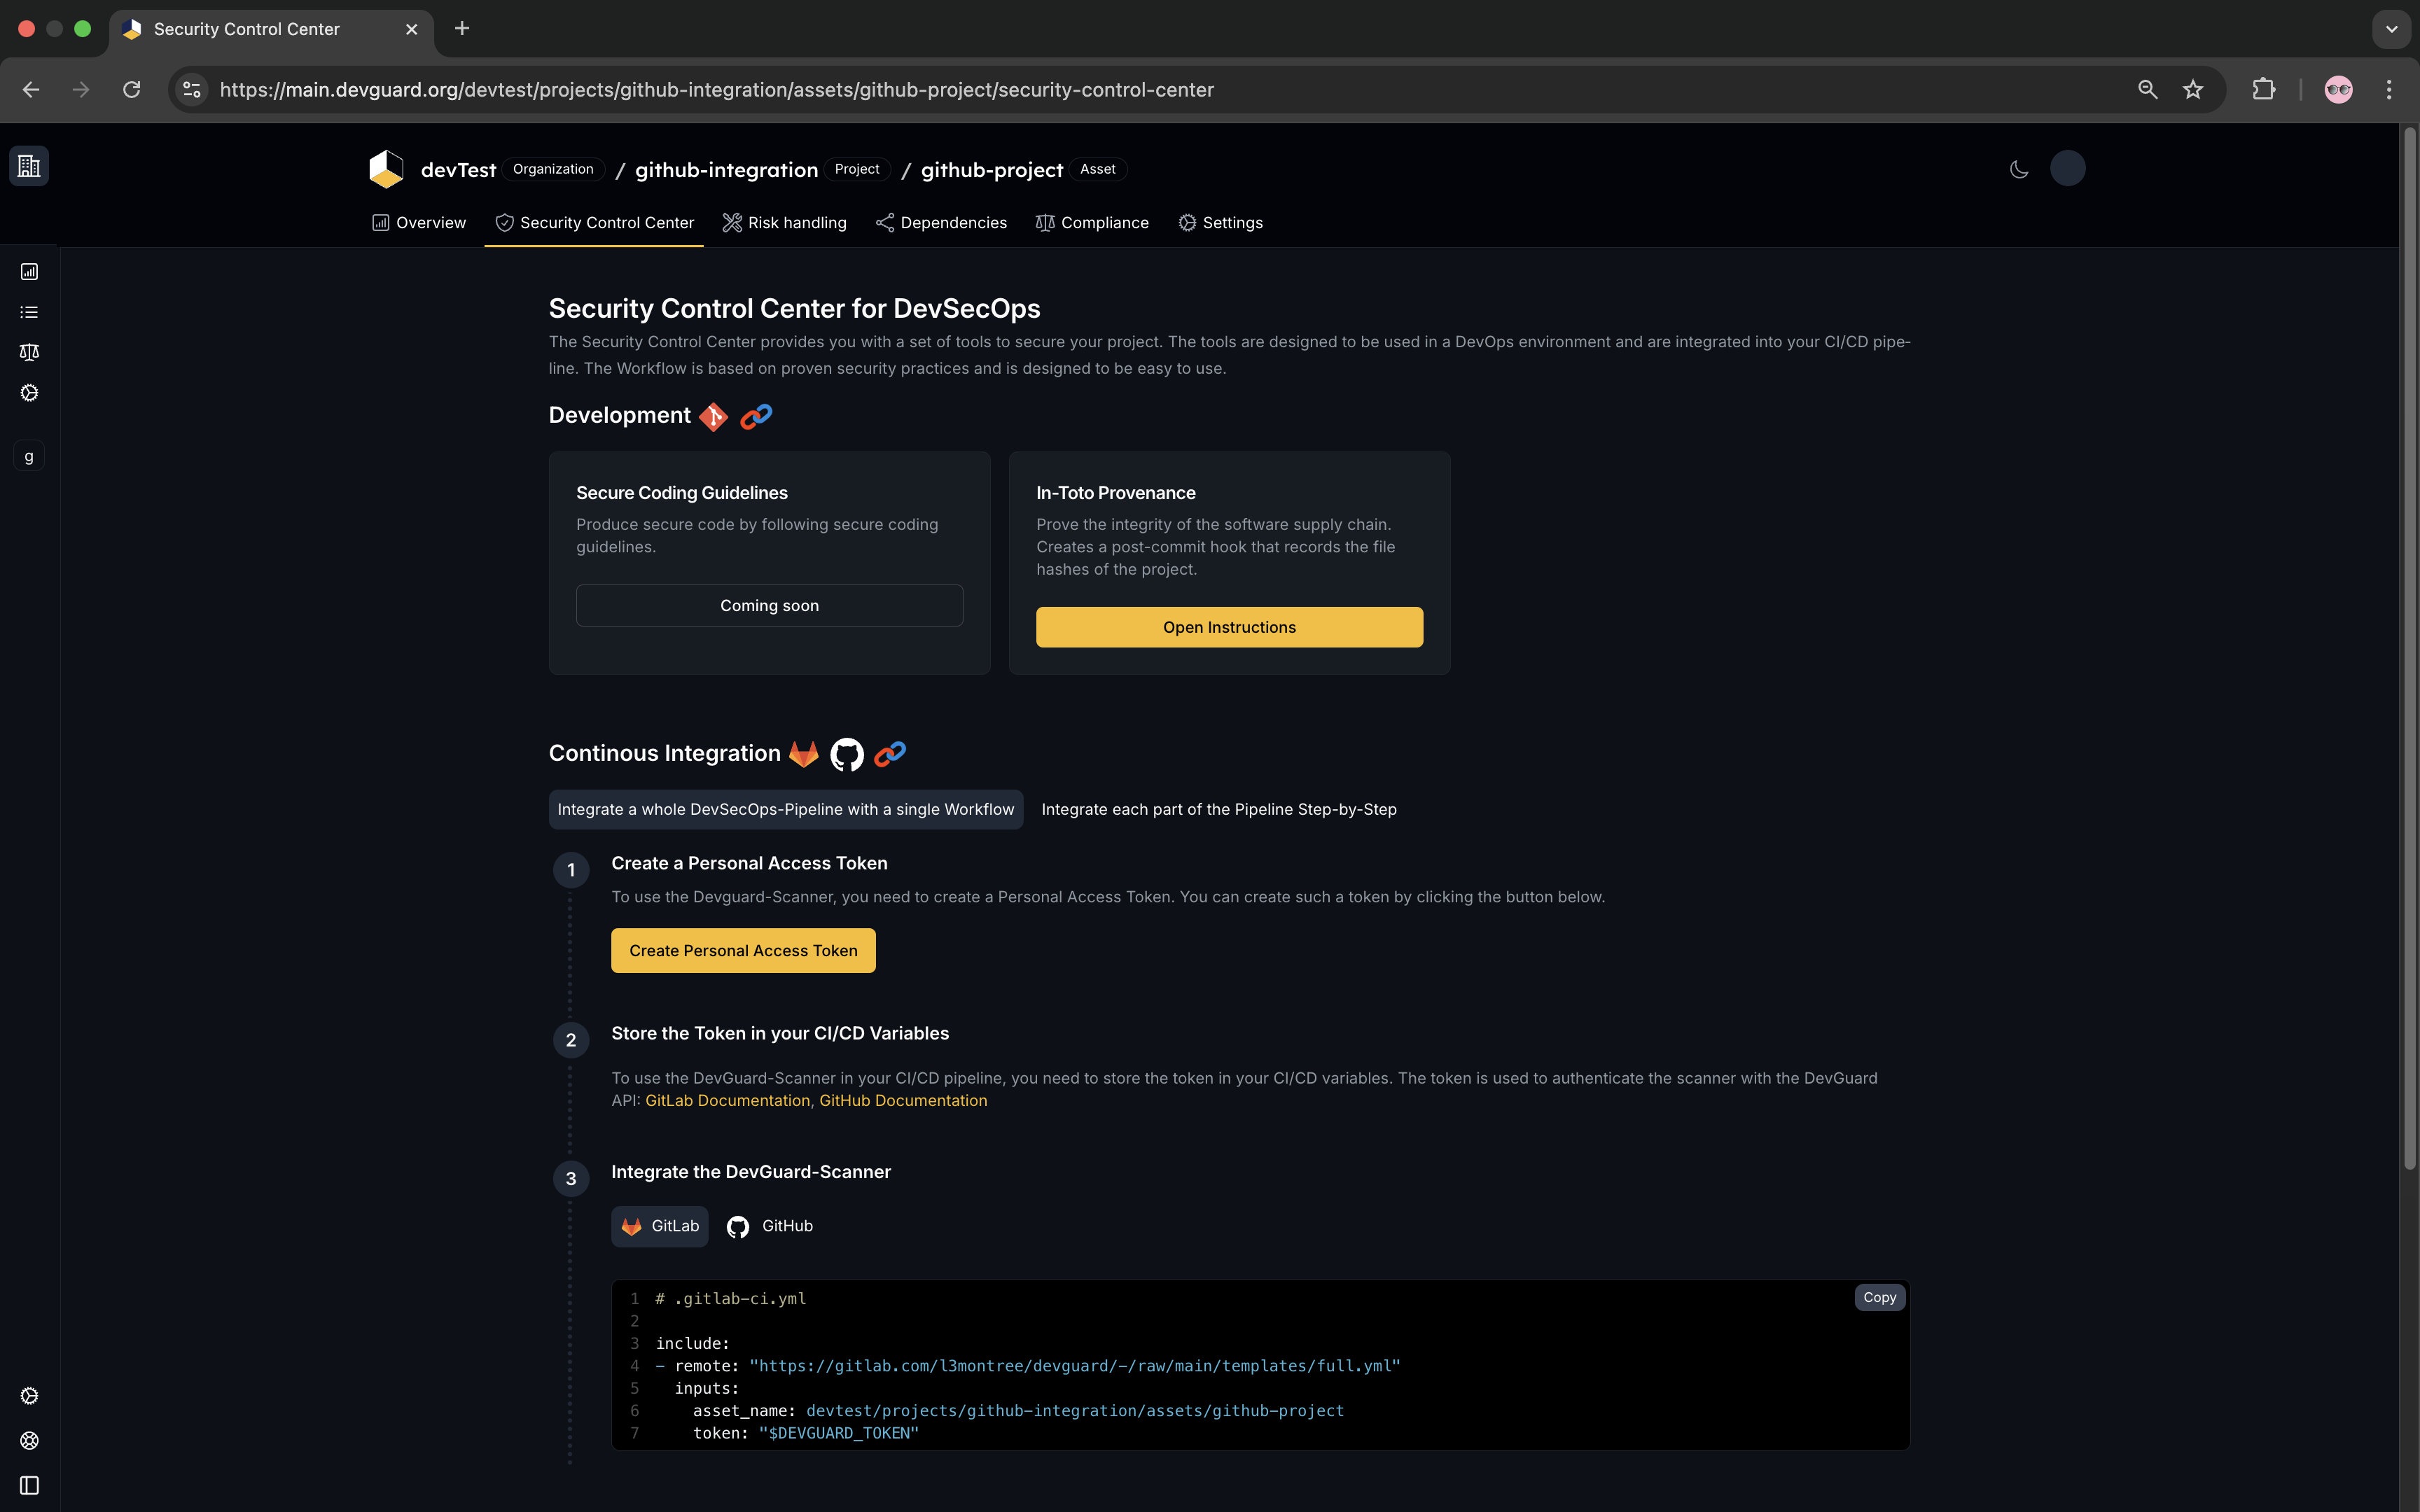 Security Control Center
https://main.devguard.org/devtest/projects/github-integration/assets/github-project/security-control-center
devTest Organization / github-integration Project / github-project Asset
Overview Security Control Center Risk handling Dependencies Compliance Settings
g
Security Control Center for DevSecOps
The Security Control Center provides you with a set of tools to secure your project. The tools are designed to be used in a DevOps environment and are integrated into your CI/CD pipe-
line. The Workflow is based on proven security practices and is designed to be easy to use.
Development
Secure Coding Guidelines
Produce secure code by following secure coding
guidelines.
Coming soon
In-Toto Provenance
Prove the integrity of the software supply chain.
Creates a post-commit hook that records the file
hashes of the project.
Open Instructions
Continous Integration
Integrate a whole DevSecOps-Pipeline with a single Workflow Integrate each part of the Pipeline Step-by-Step
1 Create a Personal Access Token
To use the Devguard-Scanner, you need to create a Personal Access Token. You can create such a token by clicking the button below.
Create Personal Access Token
2 Store the Token in your CI/CD Variables
To use the DevGuard-Scanner in your CI/CD pipeline, you need to store the token in your CI/CD variables. The token is used to authenticate the scanner with the DevGuard
API: GitLab Documentation, GitHub Documentation
3 Integrate the DevGuard-Scanner
GitLab GitHub
Copy
1 # .gitlab-ci.yml
2
3 include:
4 - remote: "https://gitlab.com/l3montree/devguard/-/raw/main/templates/full.yml"
5 inputs:
6 asset_name: devtest/projects/github-integration/assets/github-project
7 token: "$DEVGUARD_TOKEN"